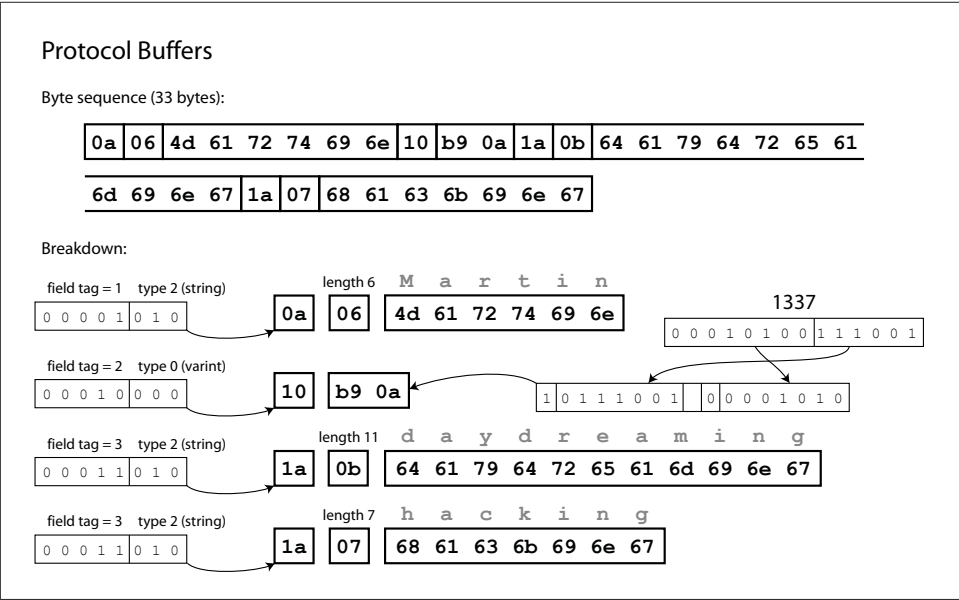 Protocol Buffers
Byte sequence (33 bytes):
0a 06 4d 61 72 74 69 6e 10 b9 0a 1a 0b 64 61 79 64 72 65 61
6d 69 6e 67 1a 07 68 61 63 6b 69 6e 67
Breakdown:
field tag = 1 type 2 (string) length 6 M a r t i n
0 0 0 0 1 0 1 0 0a 06 4d 61 72 74 69 6e
1337
0 0 0 1 0 1 0 0 1 1 1 0 0 1
field tag = 2 type 0 (varint)
0 0 0 1 0 0 0 0 10 b9 0a 1 0 1 1 1 0 0 1 0 0 0 0 1 0 1 0
field tag = 3 type 2 (string) length 11 d a y d r e a m i n g
0 0 0 1 1 0 1 0 1a 0b 64 61 79 64 72 65 61 6d 69 6e 67
field tag = 3 type 2 (string) length 7 h a c k i n g
0 0 0 1 1 0 1 0 1a 07 68 61 63 6b 69 6e 67